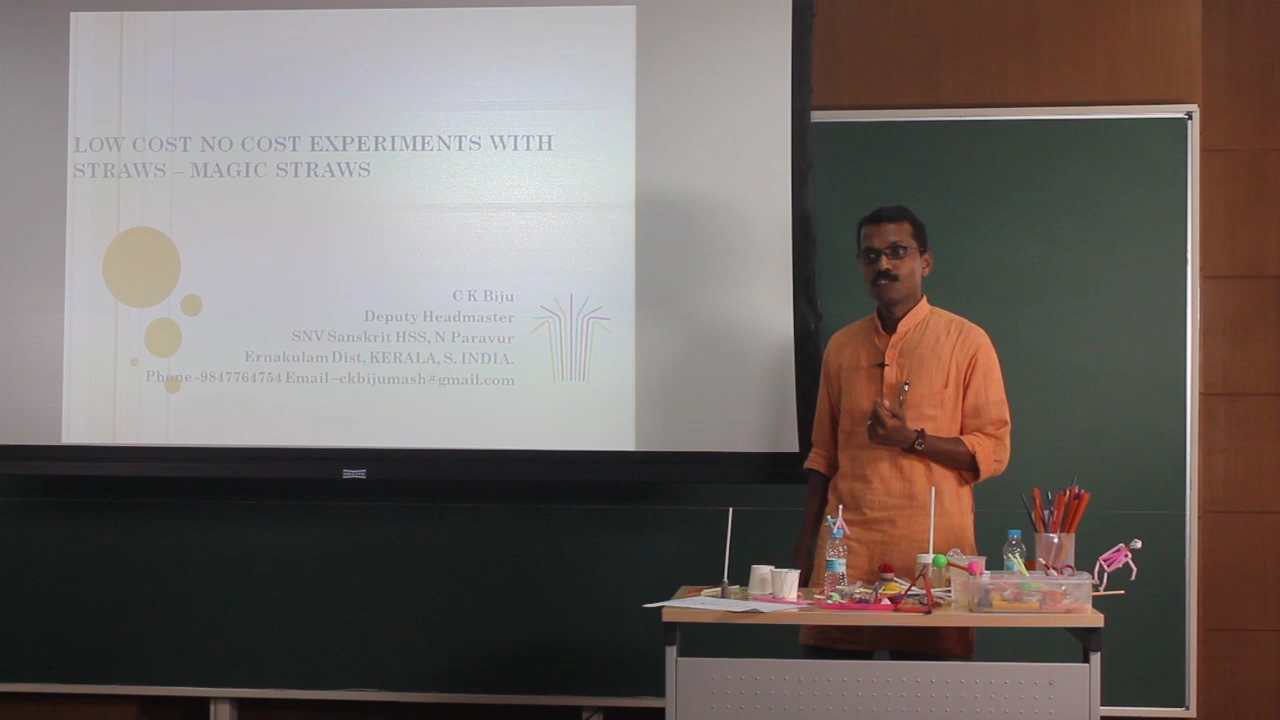 LOW COST NO COST EXPERIMENTS WITH
STRAWS – MAGIC STRAWS
C K Biju
Deputy Headmaster
SNV Sanskrit HSS, N Paravur
Ernakulam Dist, KERALA, S. INDIA.
Phone -9847764754 Email –ckbijumash@gmail.com